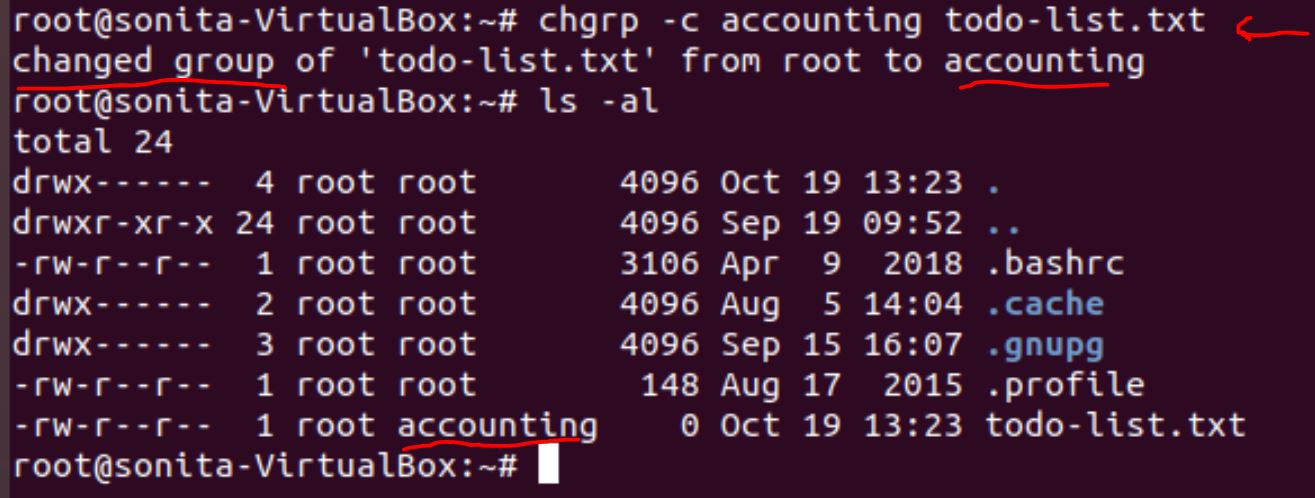 root@sonita-VirtualBox:~# chgrp -c accounting todo-list.txt
changed group of 'todo-list.txt' from root to accounting
root@sonita-VirtualBox:~# ls -al
total 24
drwx------  4 root root       4096 Oct 19 13:23 .
drwxr-xr-x 24 root root       4096 Sep 19 09:52 ..
-rw-r--r--  1 root root       3106 Apr  9  2018 .bashrc
drwx------  2 root root       4096 Aug  5 14:04 .cache
drwx------  3 root root       4096 Sep 15 16:07 .gnupg
-rw-r--r--  1 root root        148 Aug 17  2015 .profile
-rw-r--r--  1 root accounting    0 Oct 19 13:23 todo-list.txt
root@sonita-VirtualBox:~#